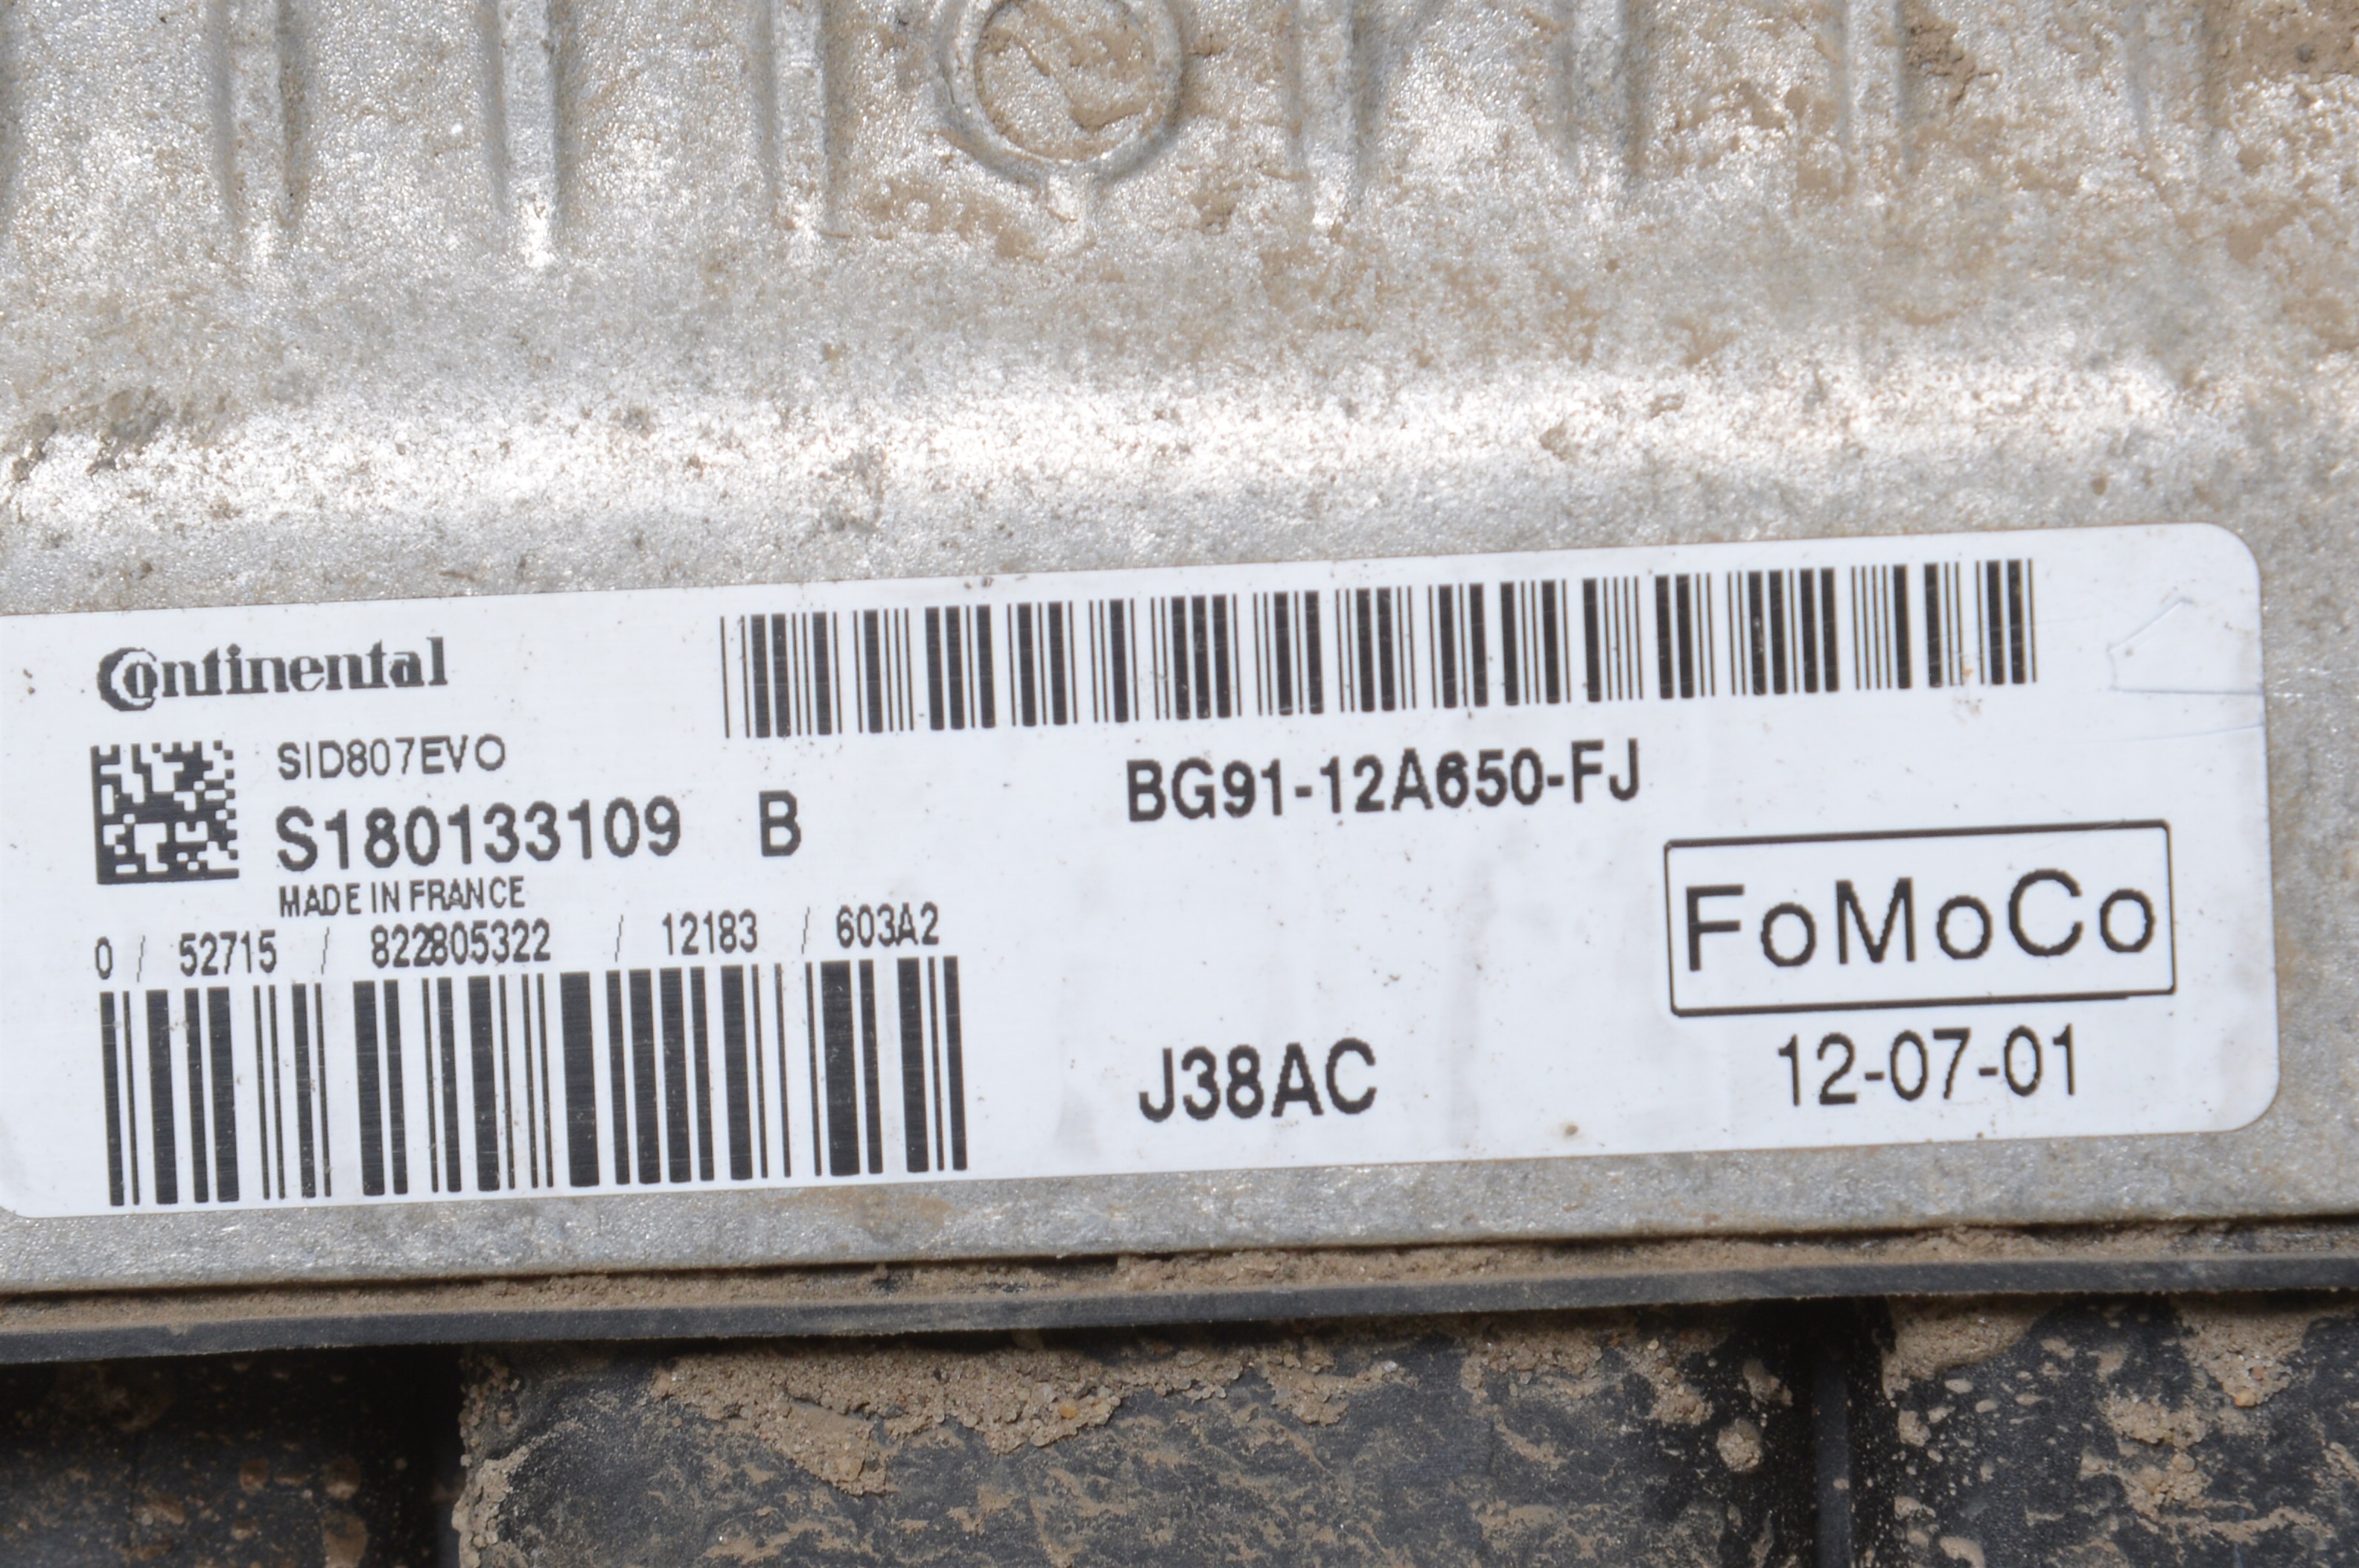 Continental
SID807EVO
S180133109 B
MADE IN FRANCE
0 / 52715 / 822805322 / 12183 / 603A2
BG91-12A650-FJ
FoMoCo
J38AC
12-07-01